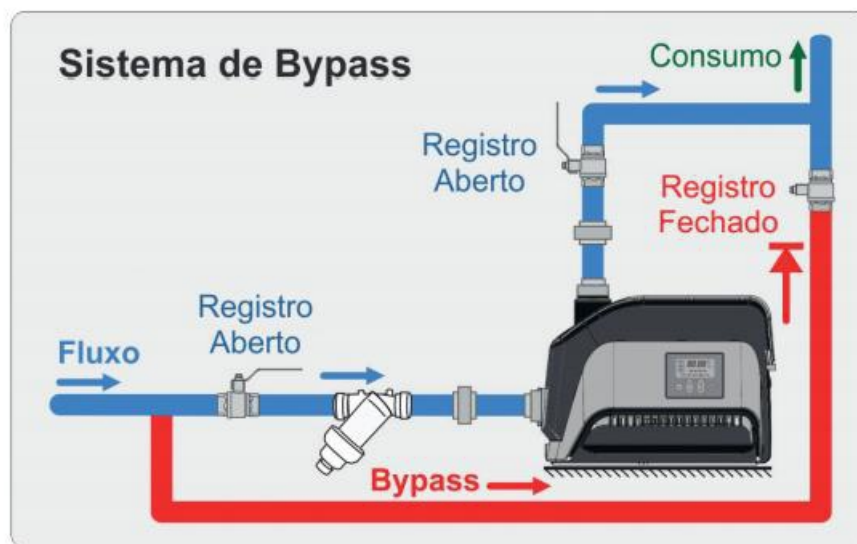 Sistema de Bypass
Consumo
Registro
Aberto
Registro
Fechado
Registro
Aberto
Fluxo
Bypass